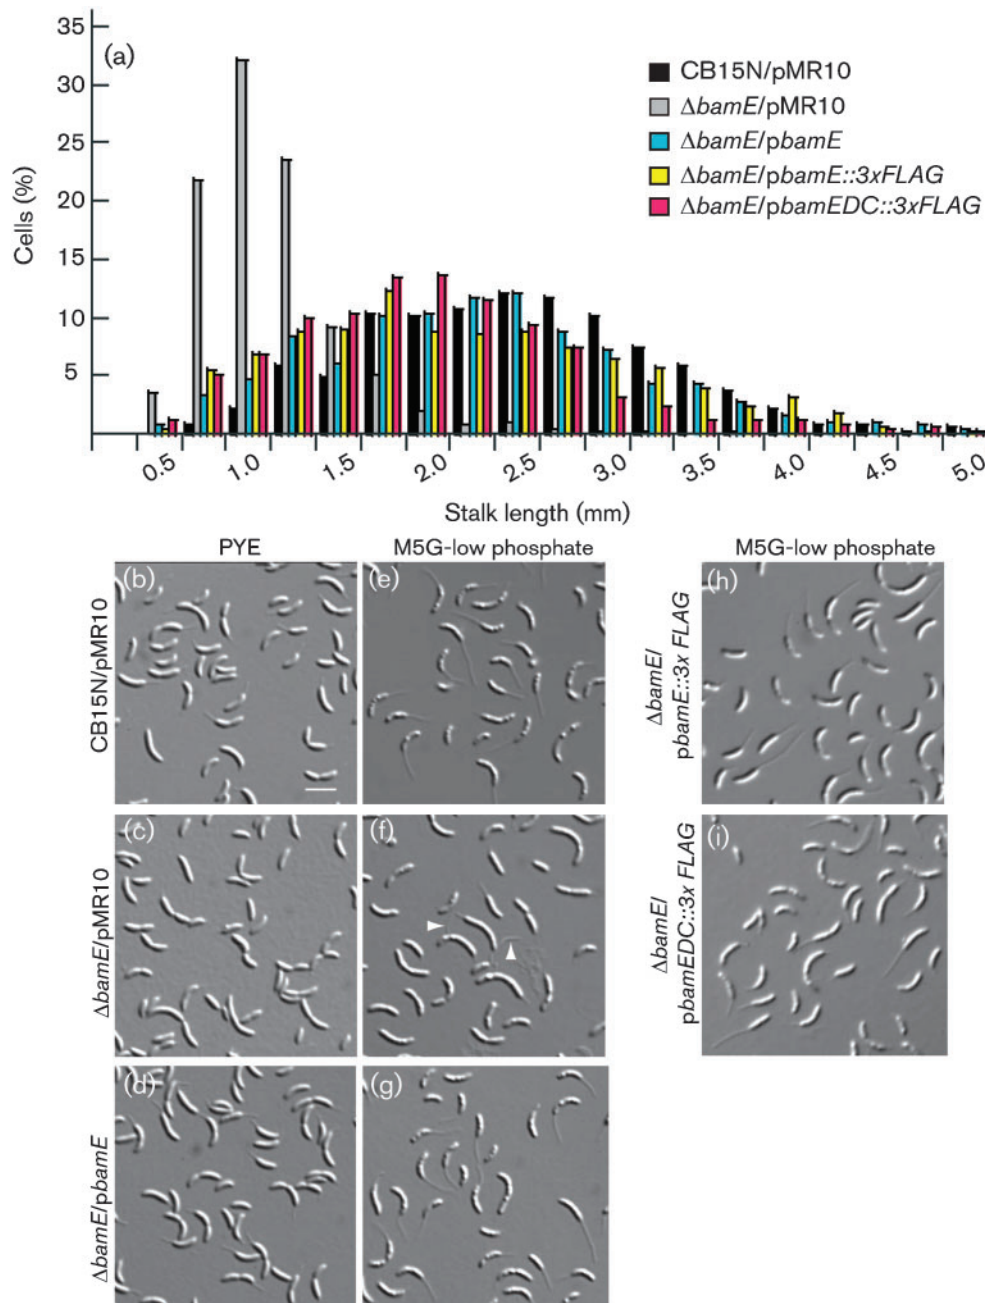 (a)
35
30
25
20
15
10
5
Cells (%)
CB15N/pMR10
ΔbamE/pMR10
ΔbamE/pbamE
ΔbamE/pbamE::3xFLAG
ΔbamE/pbamEDC::3xFLAG
0.5 1.0 1.5 2.0 2.5 3.0 3.5 4.0 4.5 5.0
Stalk length (mm)
PYE
M5G-low phosphate
M5G-low phosphate
CB15N/pMR10
(b)
(e)
ΔbamE/
pbamE::3x FLAG
(h)
ΔbamE/pMR10
(c)
(f)
ΔbamE/
pbamEDC::3x FLAG
(i)
ΔbamE/pbamE
(d)
(g)